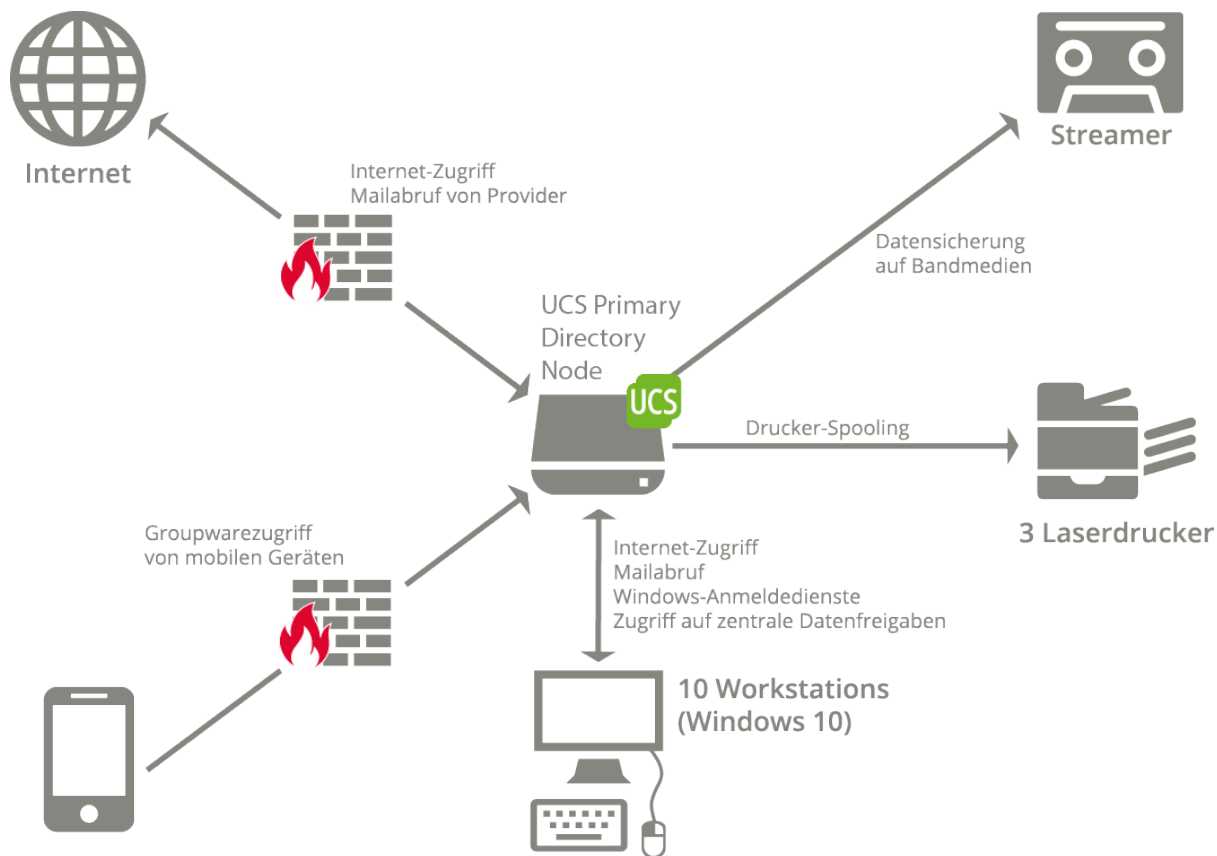 Internet
Internet-Zugriff
Mailabruf von Provider
Streamer
Datensicherung
auf Bandmedien
UCS Primary
Directory
Node
UCS
Drucker-Spooling
3 Laserdrucker
Groupwarezugriff
von mobilen Geräten
Internet-Zugriff
Mailabruf
Windows-Anmeldedienste
Zugriff auf zentrale Datenfreigaben
10 Workstations
(Windows 10)